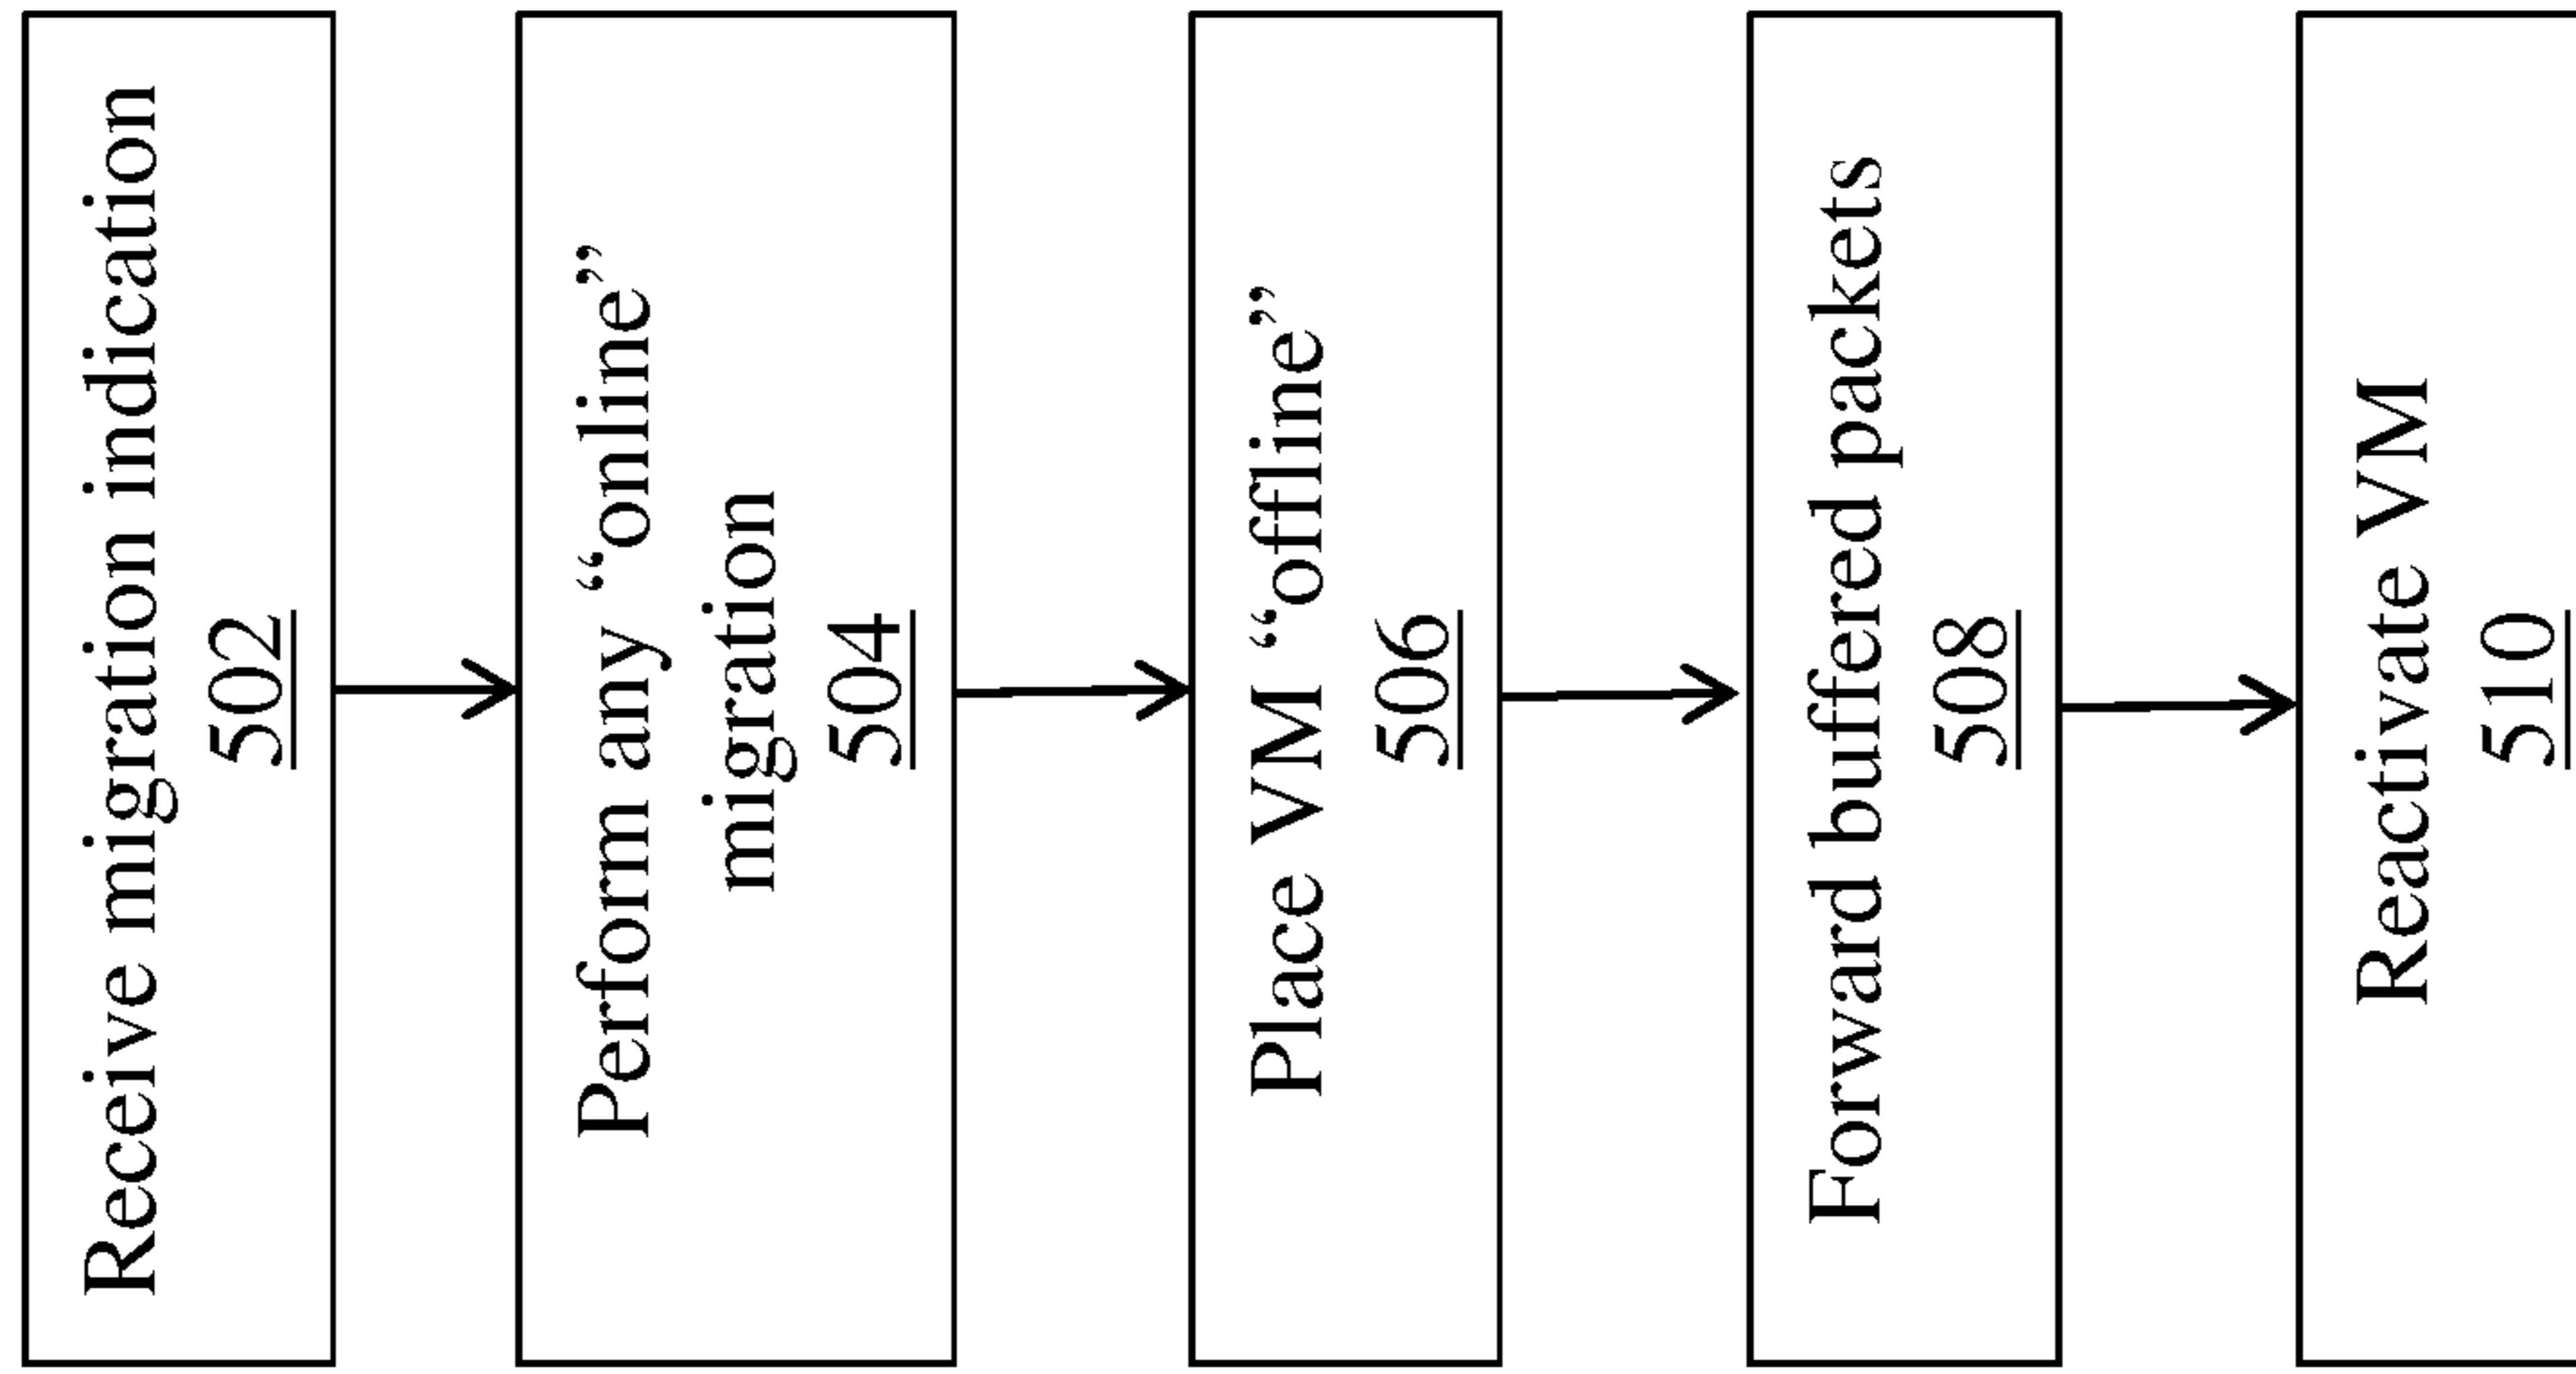 Receive migration indication
502
Perform any “online”
migration
504
Place VM “offline”
506
Forward buffered packets
508
Reactivate VM
510